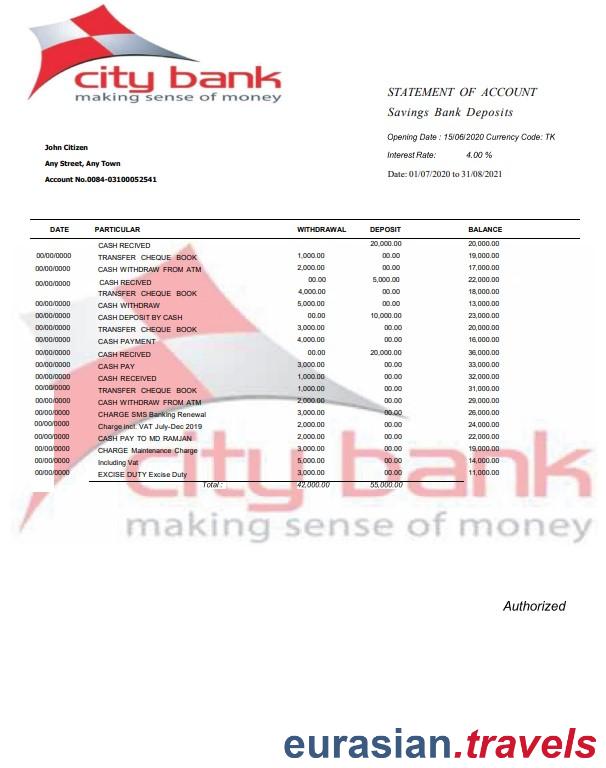 city bank
making sense of money
STATEMENT OF ACCOUNT
Savings Bank Deposits
Opening Date : 15/06/2020 Currency Code: TK
Interest Rate: 4.00 %
Date: 01/07/2020 to 31/08/2021
John Citizen
Any Street, Any Town
Account No.0084-03100052541
DATE PARTICULAR WITHDRAWAL DEPOSIT BALANCE
CASH RECIVED 20,000.00 20,000.00
00/00/0000 TRANSFER CHEQUE BOOK 1,000.00 00.00 19,000.00
00/00/0000 CASH WITHDRAW FROM ATM 2,000.00 00.00 17,000.00
00/00/0000 CASH RECIVED 00.00 5,000.00 22,000.00
TRANSFER CHEQUE BOOK 4,000.00 00.00 18,000.00
00/00/0000 CASH WITHDRAW 5,000.00 00.00 13,000.00
00/00/0000 CASH DEPOSIT BY CASH 00.00 10,000.00 23,000.00
00/00/0000 TRANSFER CHEQUE BOOK 3,000.00 00.00 20,000.00
00/00/0000 CASH PAYMENT 4,000.00 00.00 16,000.00
00/00/0000 CASH RECIVED 00.00 20,000.00 36,000.00
00/00/0000 CASH PAY 3,000.00 00.00 33,000.00
00/00/0000 CASH RECEIVED 1,000.00 00.00 32,000.00
00/00/0000 TRANSFER CHEQUE BOOK 1,000.00 00.00 31,000.00
00/00/0000 CASH WITHDRAW FROM ATM 2,000.00 00.00 29,000.00
00/00/0000 CHARGE SMS Banking Renewal 3,000.00 00.00 26,000.00
00/00/0000 Charge incl. VAT July-Dec 2019 2,000.00 00.00 24,000.00
00/00/0000 CASH PAY TO MD RAMJAN 2,000.00 00.00 22,000.00
00/00/0000 CHARGE Maintenance Charge 3,000.00 00.00 19,000.00
00/00/0000 Including Vat 5,000.00 00.00 14,000.00
00/00/0000 EXCISE DUTY Excise Duty 3,000.00 00.00 11,000.00
Total : 42,000.00 55,000.00
city bank
making sense of money
Authorized
eurasian.travels